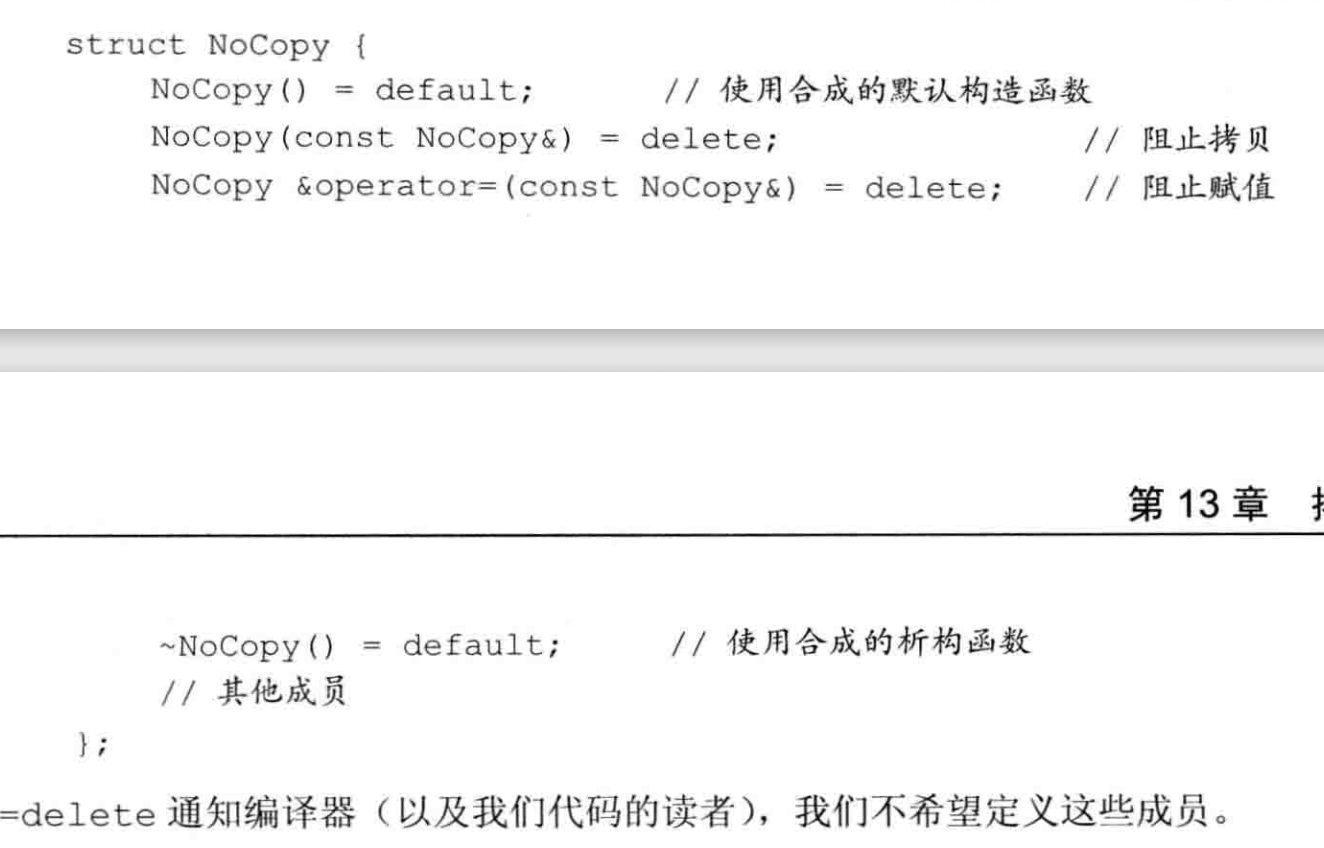 struct NoCopy {
NoCopy() = default; // 使用合成的默认构造函数
NoCopy(const NoCopy&) = delete; // 阻止拷贝
NoCopy &operator=(const NoCopy&) = delete; // 阻止赋值
第 13 章
~NoCopy() = default; // 使用合成的析构函数
// 其他成员
};
=delete 通知编译器（以及我们代码的读者），我们不希望定义这些成员。